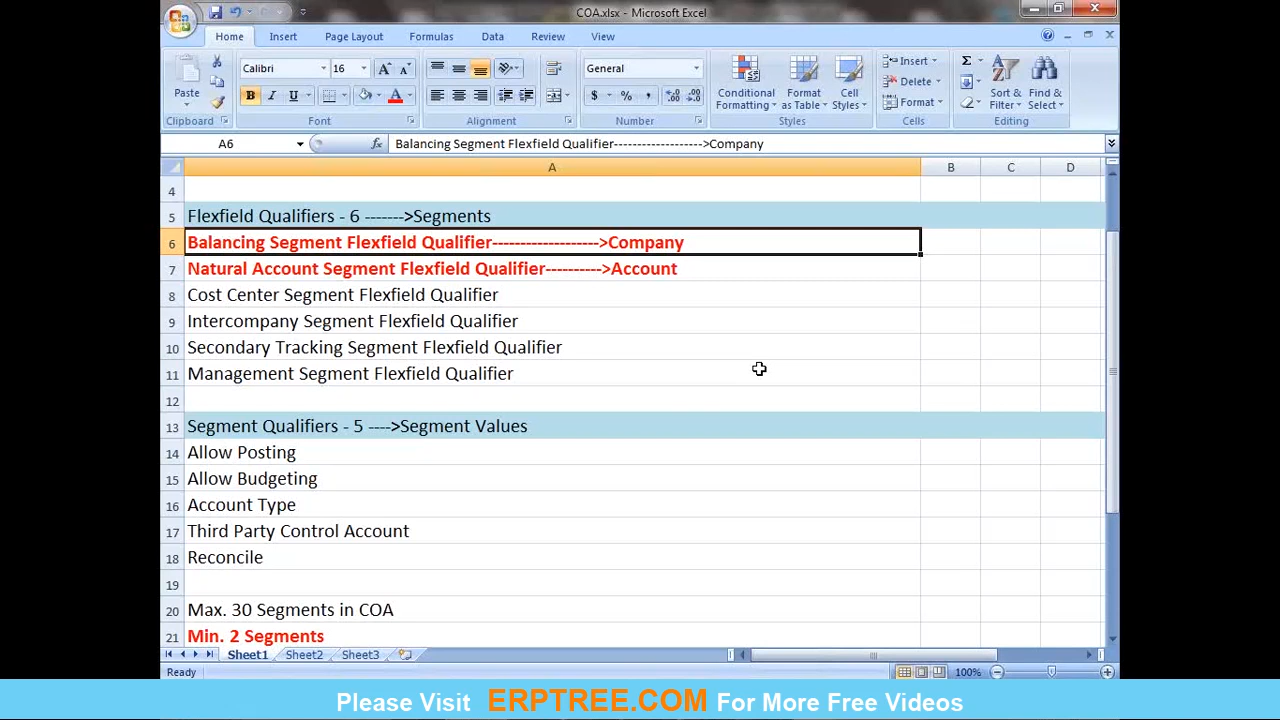 COA.xlsx - Microsoft Excel
Home Insert Page Layout Formulas Data Review View
Paste
Clipboard
Calibri 16
B I U
Font
Alignment
General
$ % ,
Number
Conditional Formatting
Format as Table
Cell Styles
Styles
Insert
Delete
Format
Cells
Sort & Filter
Find & Select
Editing
A6 fx Balancing Segment Flexfield Qualifier------------------->Company
A B C D
4
5 Flexfield Qualifiers - 6 ------->Segments
6 Balancing Segment Flexfield Qualifier------------------->Company
7 Natural Account Segment Flexfield Qualifier---------->Account
8 Cost Center Segment Flexfield Qualifier
9 Intercompany Segment Flexfield Qualifier
10 Secondary Tracking Segment Flexfield Qualifier
11 Management Segment Flexfield Qualifier
12
13 Segment Qualifiers - 5 ---->Segment Values
14 Allow Posting
15 Allow Budgeting
16 Account Type
17 Third Party Control Account
18 Reconcile
19
20 Max. 30 Segments in COA
21 Min. 2 Segments
Sheet1 Sheet2 Sheet3
Ready 100%
Please Visit ERPTREE.COM For More Free Videos